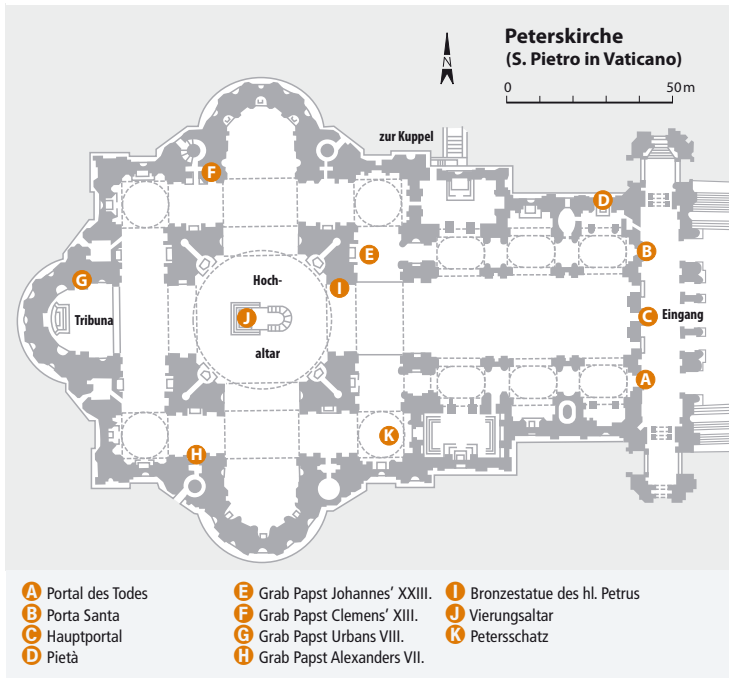 Peterskirche
(S. Pietro in Vaticano)
N
0 50 m
zur Kuppel
F
D
E
B
G
I
Hoch-
Tribuna
J
C
Eingang
altar
A
K
H
A Portal des Todes
B Porta Santa
C Hauptportal
D Pietà
E Grab Papst Johannes’ XXIII.
F Grab Papst Clemens’ XIII.
G Grab Papst Urbans VIII.
H Grab Papst Alexanders VII.
I Bronzestatue des hl. Petrus
J Vierungsaltar
K Petersschatz